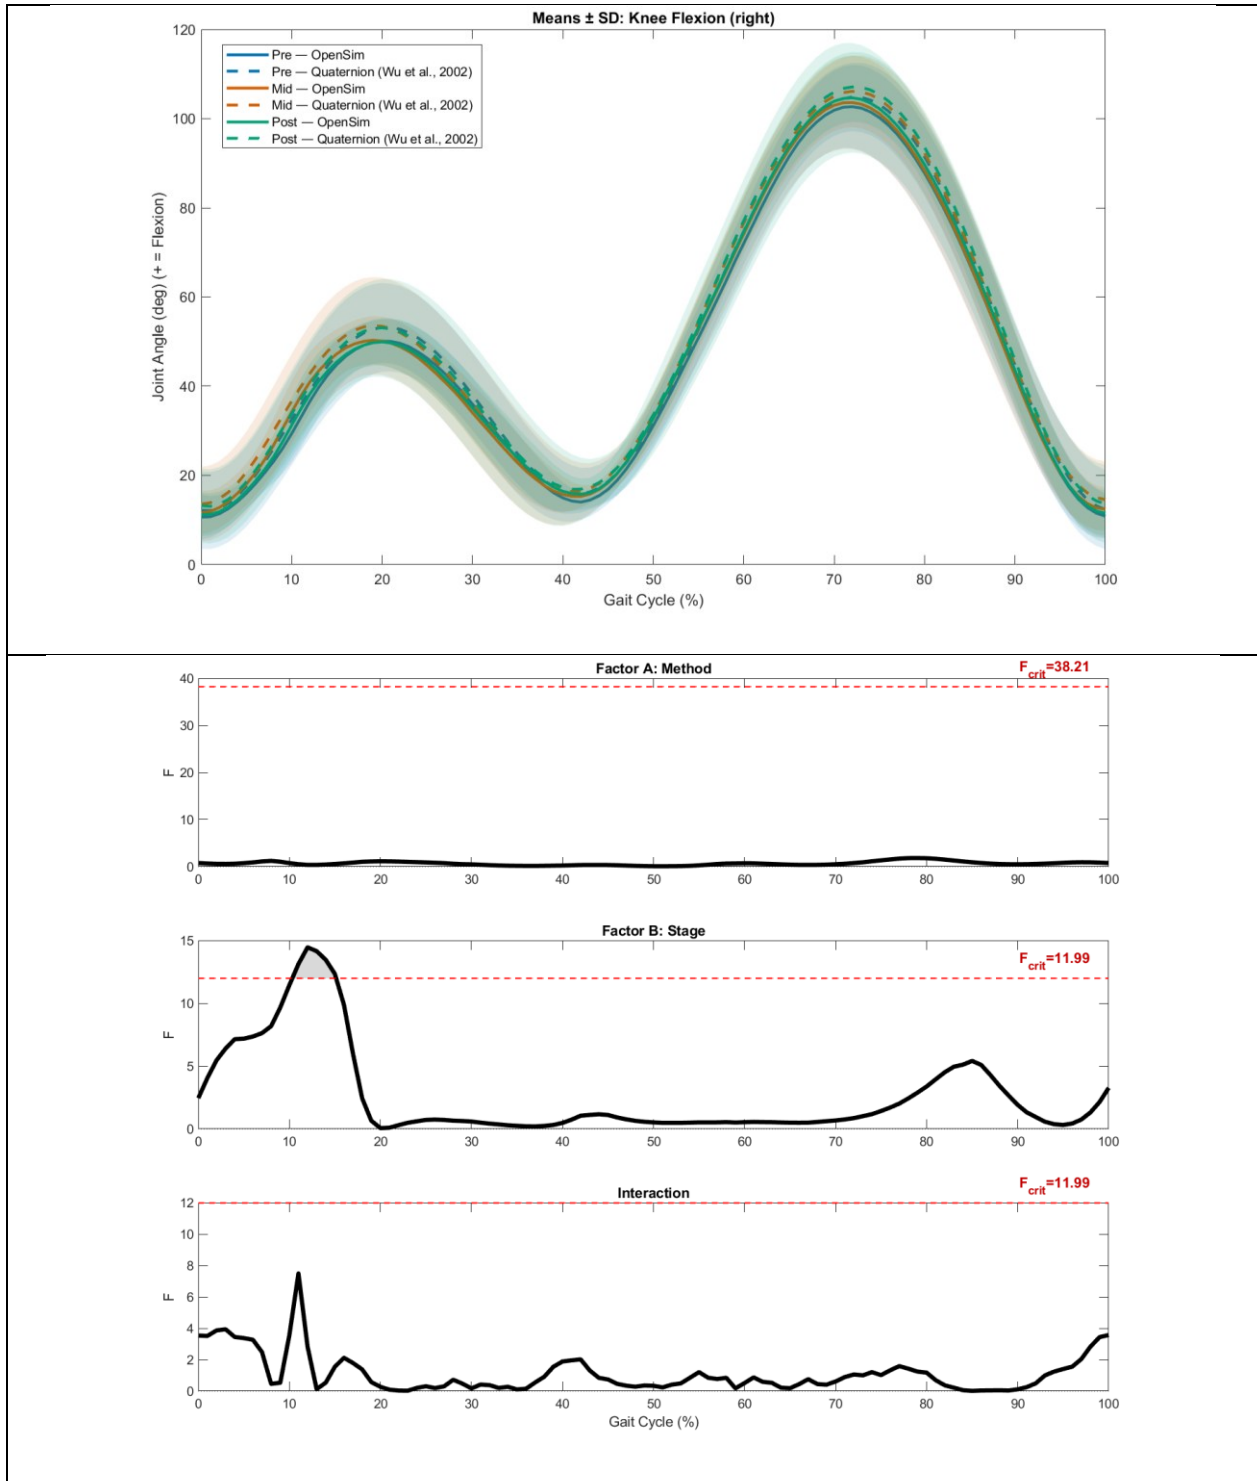 Means ± SD: Knee Flexion (right)
Pre — OpenSim
Pre — Quaternion (Wu et al., 2002)
Mid — OpenSim
Mid — Quaternion (Wu et al., 2002)
Post — OpenSim
Post — Quaternion (Wu et al., 2002)
120
100
80
60
40
20
0
Joint Angle (deg) (+ = Flexion)
0 10 20 30 40 50 60 70 80 90 100
Gait Cycle (%)
Factor A: Method
Fcrit=38.21
40
30
20
10
0
F
0 10 20 30 40 50 60 70 80 90 100
Factor B: Stage
Fcrit=11.99
15
10
5
0
F
0 10 20 30 40 50 60 70 80 90 100
Interaction
Fcrit=11.99
12
10
8
6
4
2
0
F
0 10 20 30 40 50 60 70 80 90 100
Gait Cycle (%)